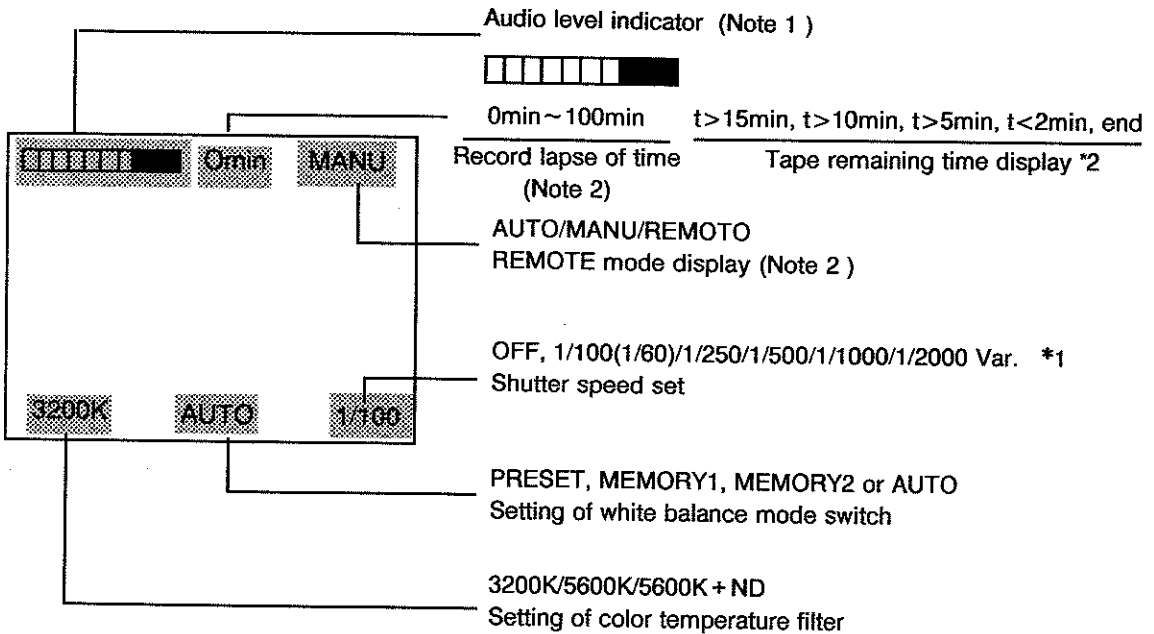 Audio level indicator (Note 1 )
0min~100min t>15min, t>10min, t>5min, t<2min, end
Record lapse of time Tape remaining time display *2
(Note 2)
0min MANU
AUTO/MANU/REMOTO
REMOTE mode display (Note 2 )
OFF, 1/100(1/60)/1/250/1/500/1/1000/1/2000 Var. *1
Shutter speed set
3200K AUTO 1/100
PRESET, MEMORY1, MEMORY2 or AUTO
Setting of white balance mode switch
3200K/5600K/5600K+ND
Setting of color temperature filter